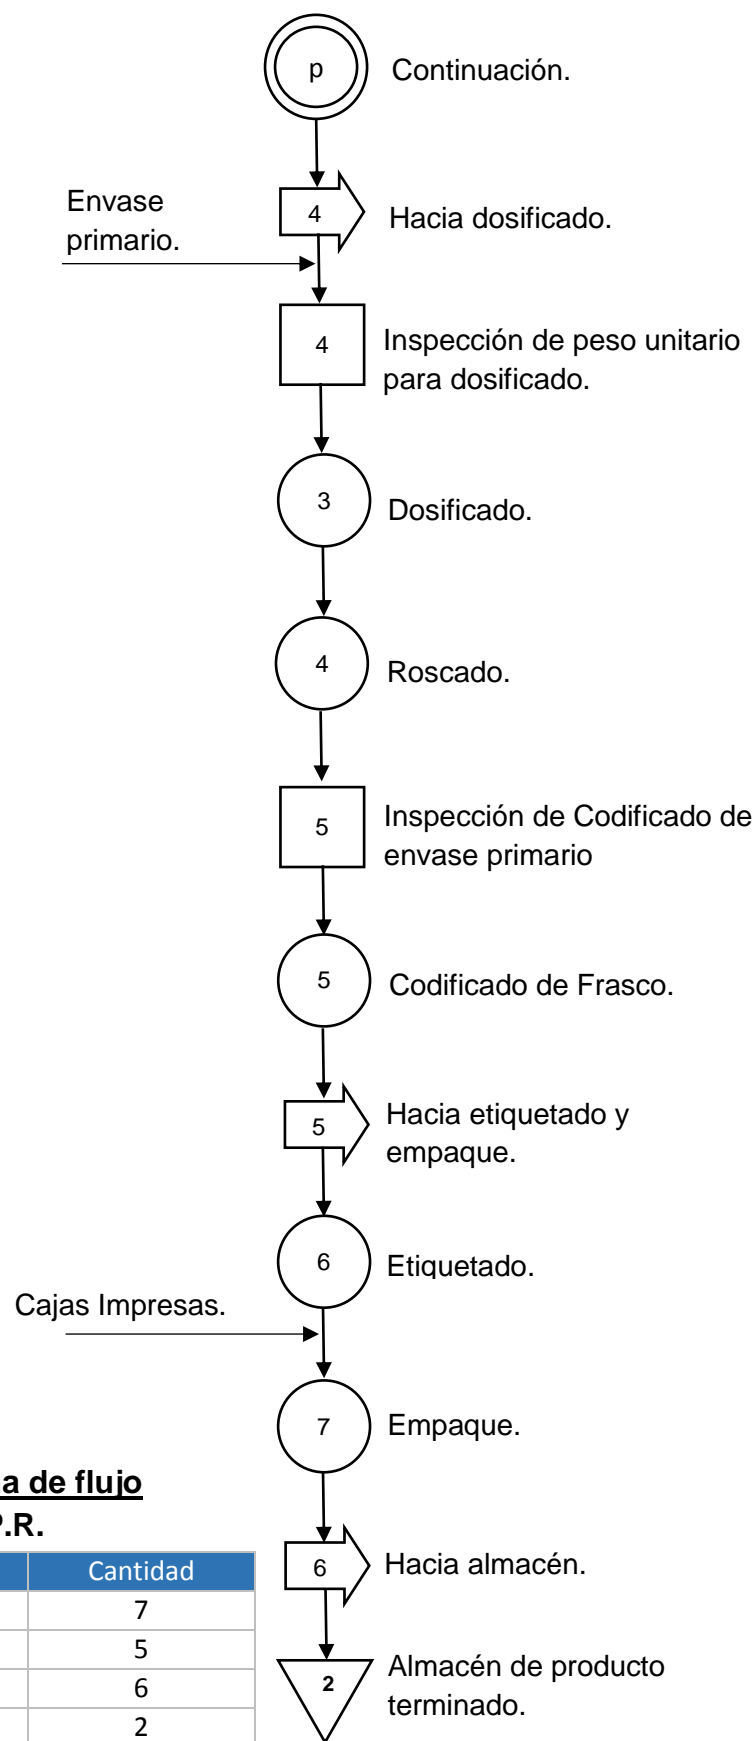 p
Continuación.
Envase
primario.
4
Hacia dosificado.
4
Inspección de peso unitario
para dosificado.
3
Dosificado.
4
Roscado.
5
Inspección de Codificado de
envase primario
5
Codificado de Frasco.
5
Hacia etiquetado y
empaque.
6
Etiquetado.
Cajas Impresas.
7
Empaque.
de flujo
P.R.
Cantidad
7
5
6
2
6
Hacia almacén.
2
Almacén de producto
terminado.